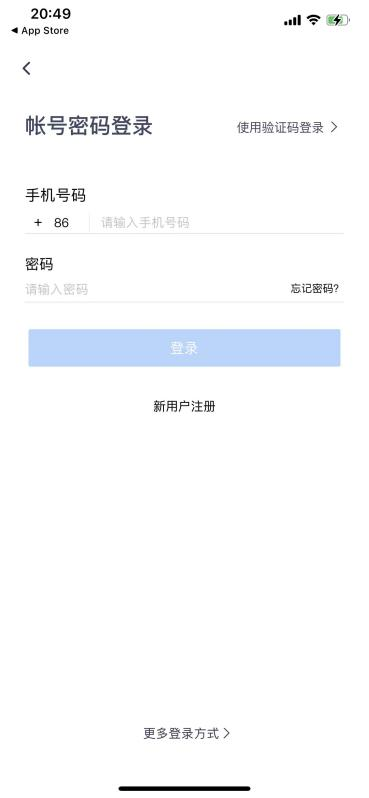 20:49
◀ App Store
帐号密码登录
使用验证码登录
手机号码
+ 86 请输入手机号码
密码
请输入密码 忘记密码?
登录
新用户注册
更多登录方式